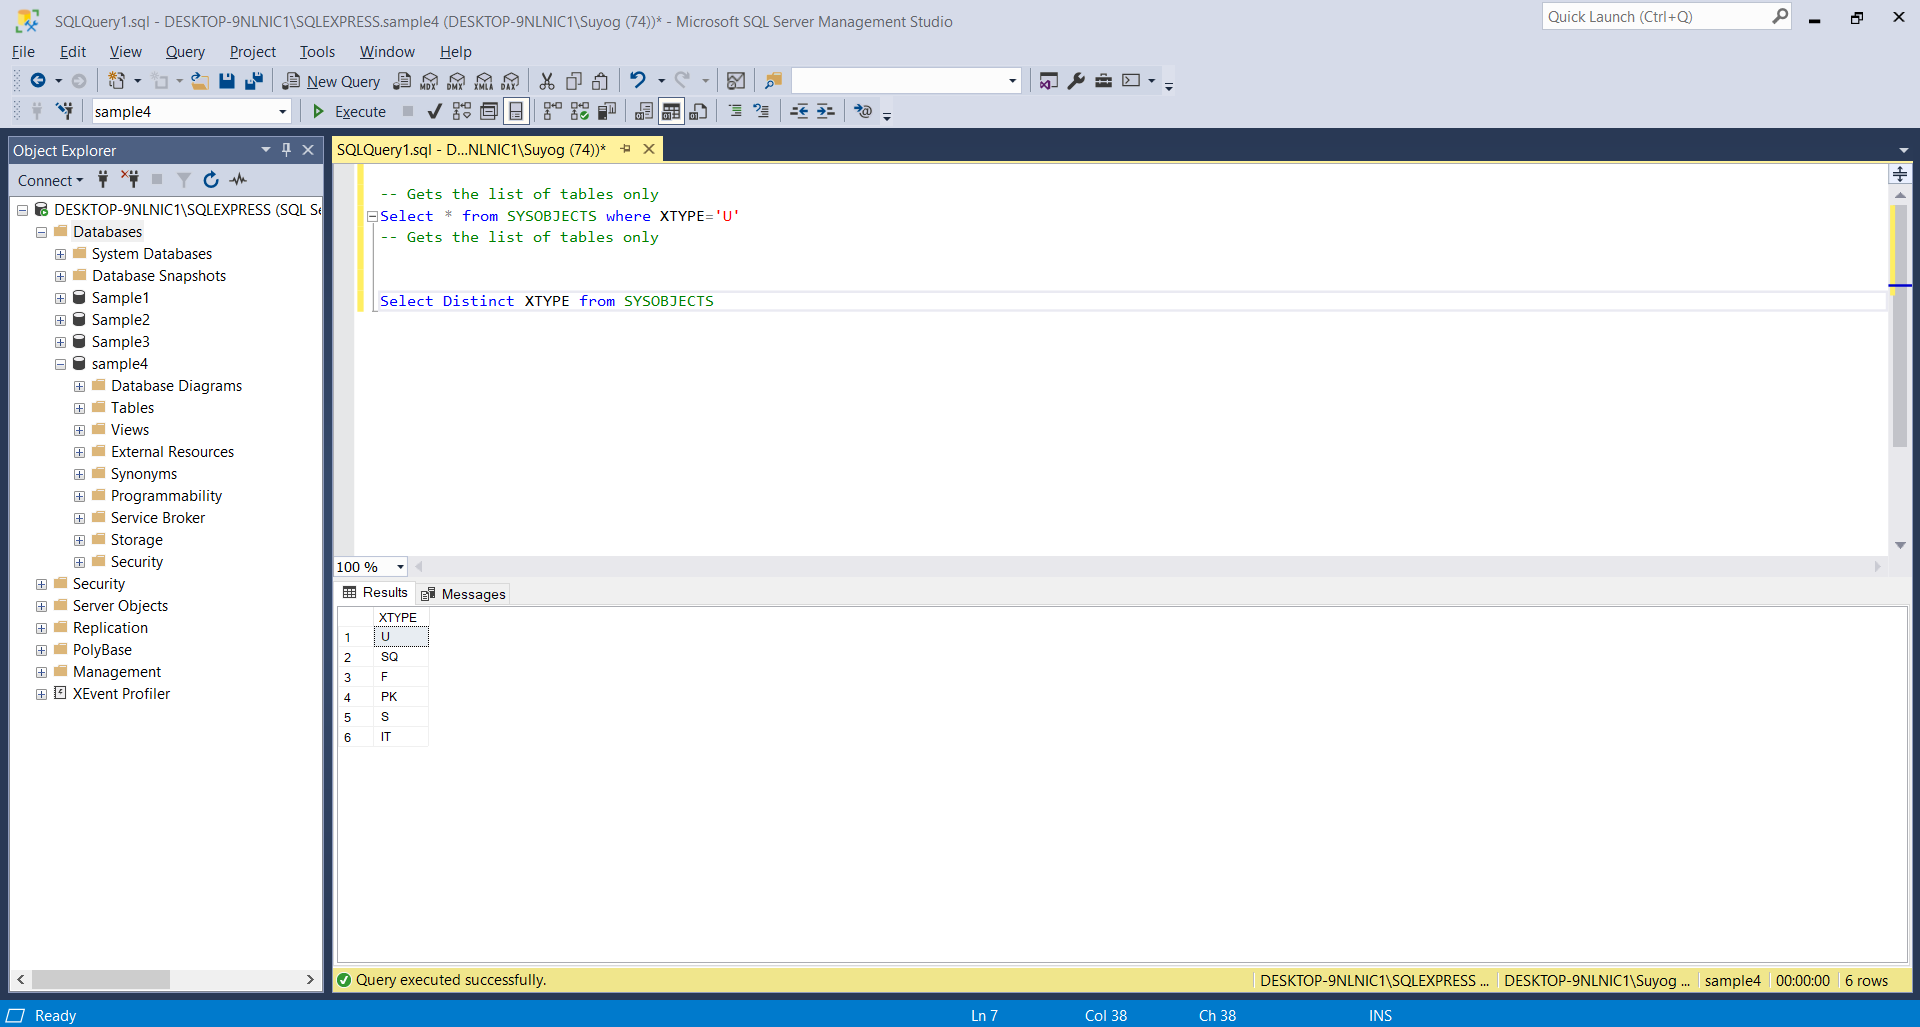 SQLQuery1.sql - DESKTOP-9NLNIC1\SQLEXPRESS.sample4 (DESKTOP-9NLNIC1\Suyog (74))* - Microsoft SQL Server Management Studio
Quick Launch (Ctrl+Q)
File Edit View Query Project Tools Window Help
New Query MDX DMX XMLA DAX
sample4 Execute
Object Explorer
Connect
DESKTOP-9NLNIC1\SQLEXPRESS (SQL Se
Databases
System Databases
Database Snapshots
Sample1
Sample2
Sample3
sample4
Database Diagrams
Tables
Views
External Resources
Synonyms
Programmability
Service Broker
Storage
Security
Security
Server Objects
Replication
PolyBase
Management
XEvent Profiler
SQLQuery1.sql - D...NLNIC1\Suyog (74))*
-- Gets the list of tables only
Select * from SYSOBJECTS where XTYPE='U'
-- Gets the list of tables only
Select Distinct XTYPE from SYSOBJECTS
100 %
Results Messages
XTYPE
1 U
2 SQ
3 F
4 PK
5 S
6 IT
Query executed successfully. DESKTOP-9NLNIC1\SQLEXPRESS ... DESKTOP-9NLNIC1\Suyog ... sample4 00:00:00 6 rows
Ready Ln 7 Col 38 Ch 38 INS